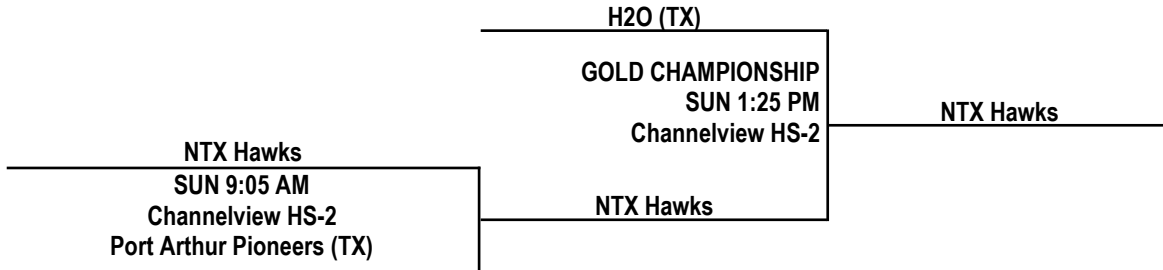 H2O (TX)
GOLD CHAMPIONSHIP
SUN 1:25 PM
Channelview HS-2
NTX Hawks
NTX Hawks
SUN 9:05 AM
Channelview HS-2
Port Arthur Pioneers (TX)
NTX Hawks